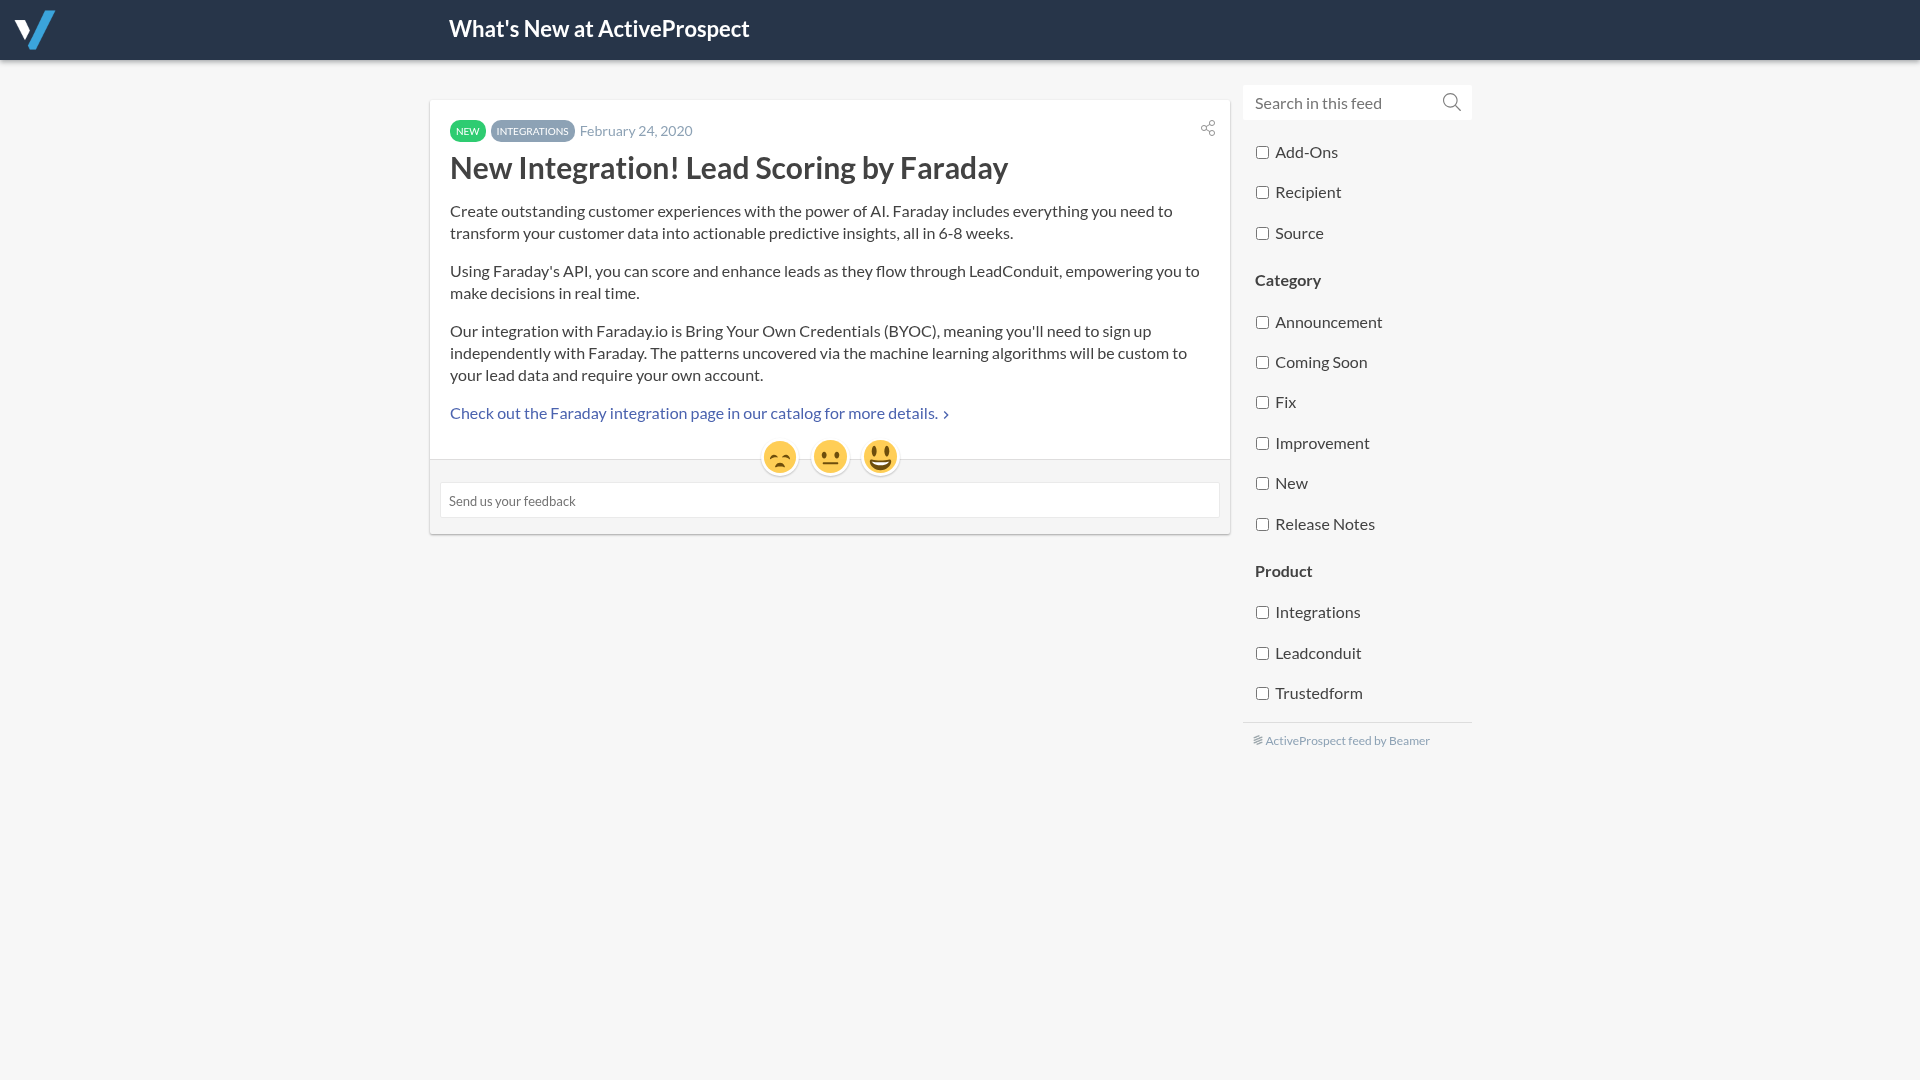 What's New at ActiveProspect
NEW INTEGRATIONS February 24, 2020
New Integration! Lead Scoring by Faraday
Create outstanding customer experiences with the power of AI. Faraday includes everything you need to
transform your customer data into actionable predictive insights, all in 6-8 weeks.
Using Faraday's API, you can score and enhance leads as they flow through LeadConduit, empowering you to
make decisions in real time.
Our integration with Faraday.io is Bring Your Own Credentials (BYOC), meaning you'll need to sign up
independently with Faraday. The patterns uncovered via the machine learning algorithms will be custom to
your lead data and require your own account.
Check out the Faraday integration page in our catalog for more details. ›
Send us your feedback
Search in this feed
Add-Ons
Recipient
Source
Category
Announcement
Coming Soon
Fix
Improvement
New
Release Notes
Product
Integrations
Leadconduit
Trustedform
ActiveProspect feed by Beamer